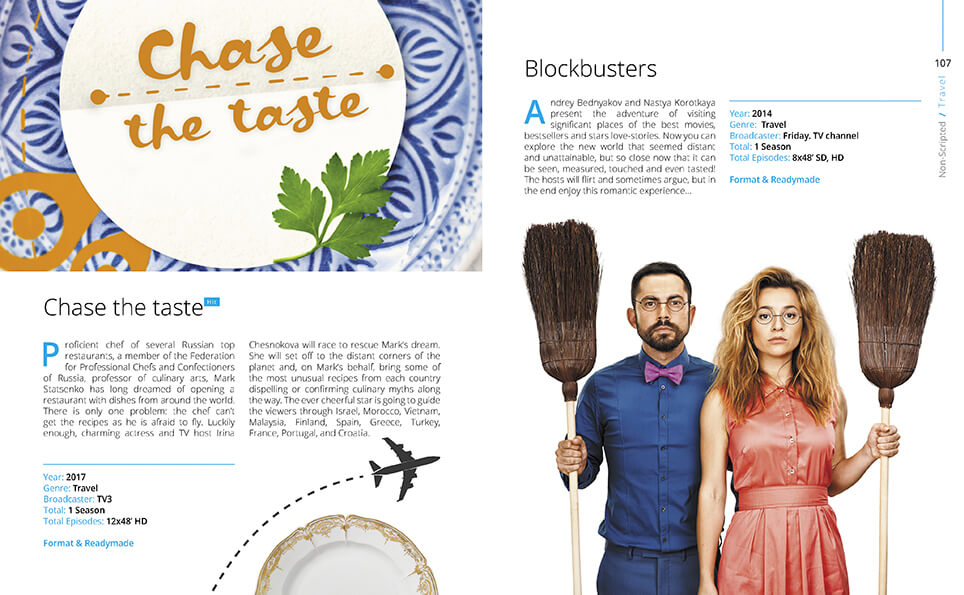 Chase
the taste
Chase the taste Hit
Proficient chef of several Russian top
restaurants, a member of the Federation
for Professional Chefs and Confectioners
of Russia, professor of culinary arts, Mark
Statsenko has long dreamed of opening a
restaurant with dishes from around the world.
There is only one problem: the chef can't
get the recipes as he is afraid to fly. Luckily
enough, charming actress and TV host Irina
Chesnokova will race to rescue Mark's dream.
She will set off to the distant corners of the
planet and, on Mark's behalf, bring some of
the most unusual recipes from each country
dispelling or confirming culinary myths along
the way. The ever cheerful star is going to guide
the viewers through Israel, Morocco, Vietnam,
Malaysia, Finland, Spain, Greece, Turkey,
France, Portugal, and Croatia.
Year: 2017
Genre: Travel
Broadcaster: TV3
Total: 1 Season
Total Episodes: 12x48' HD
Format & Readymade
Blockbusters
Andrey Bednyakov and Nastya Korotkaya
present the adventure of visiting
significant places of the best movies,
bestsellers and stars love-stories. Now you can
explore the new world that seemed distant
and unattainable, but so close now that it can
be seen, measured, touched and even tasted!
The hosts will flirt and sometimes argue, but in
the end enjoy this romantic experience...
Year: 2014
Genre: Travel
Broadcaster: Friday. TV channel
Total: 1 Season
Total Episodes: 8x48' SD, HD
Format & Readymade
107
Non-Scripted / Travel